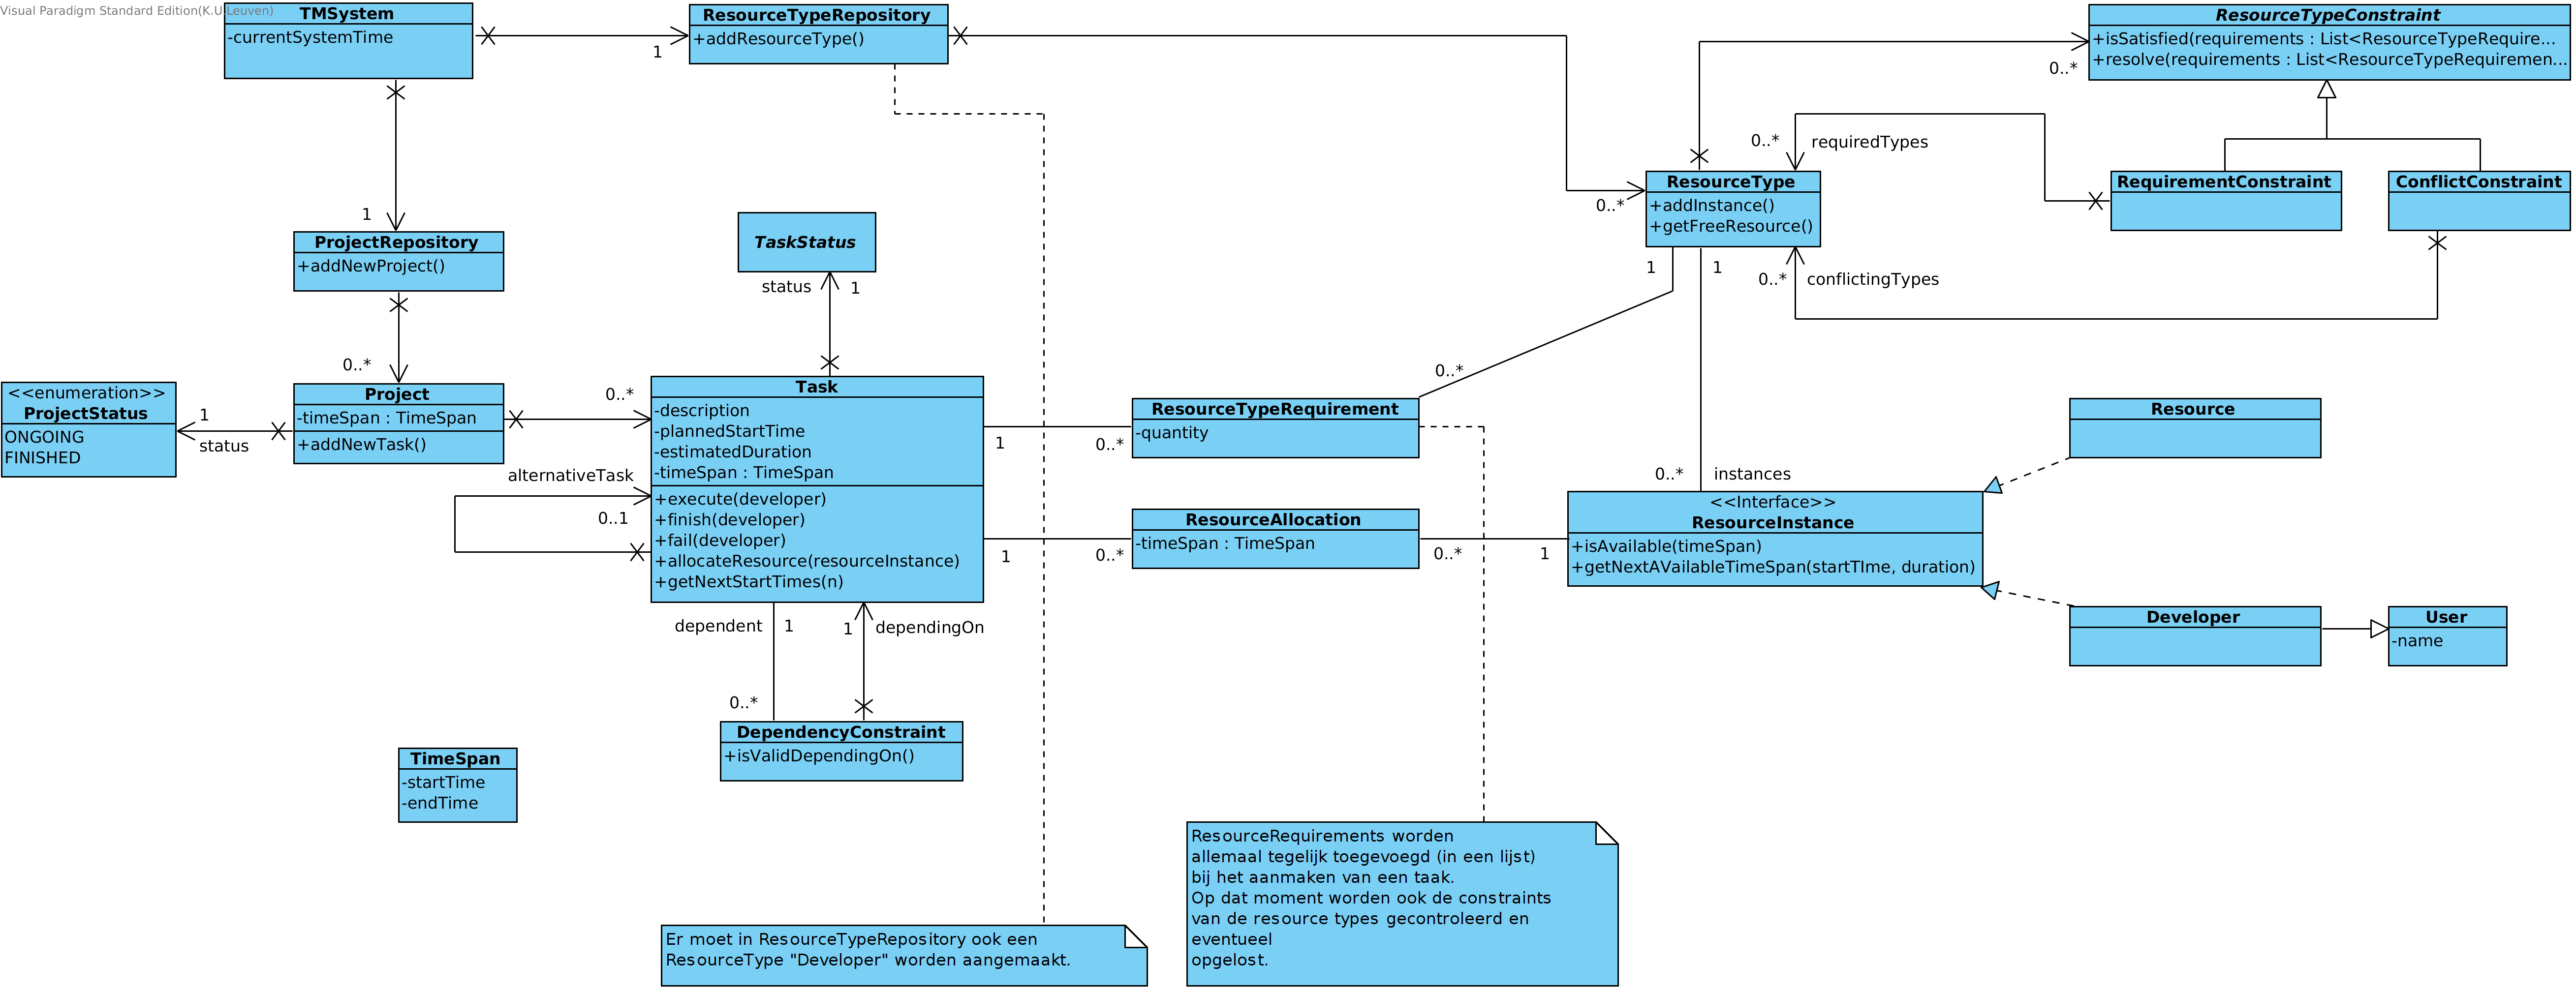 Visual Paradigm Standard Edition(K.U.Leuven)
TMSystem
-currentSystemTime
1
ResourceTypeRepository
+addResourceType()
0..*
ResourceTypeConstraint
+isSatisfied(requirements : List<ResourceTypeRequire...
+resolve(requirements : List<ResourceTypeRequiremen...
0..*
0..*
requiredTypes
RequirementConstraint
ConflictConstraint
ResourceType
+addInstance()
+getFreeResource()
1
1
0..*
conflictingTypes
1
ProjectRepository
+addNewProject()
0..*
TaskStatus
status
1
<<enumeration>>
ProjectStatus
ONGOING
FINISHED
1
status
Project
-timeSpan : TimeSpan
+addNewTask()
0..*
alternativeTask
0..1
Task
-description
-plannedStartTime
-estimatedDuration
-timeSpan : TimeSpan
+execute(developer)
+finish(developer)
+fail(developer)
+allocateResource(resourceInstance)
+getNextStartTimes(n)
1
0..*
0..*
ResourceTypeRequirement
-quantity
1
0..*
ResourceAllocation
-timeSpan : TimeSpan
0..*
1
0..*
instances
<<Interface>>
ResourceInstance
+isAvailable(timeSpan)
+getNextAVailableTimeSpan(startTIme, duration)
Resource
Developer
User
-name
dependent
1
1
dependingOn
0..*
DependencyConstraint
+isValidDependingOn()
TimeSpan
-startTime
-endTime
ResourceRequirements worden
allemaal tegelijk toegevoegd (in een lijst)
bij het aanmaken van een taak.
Op dat moment worden ook de constraints
van de resource types gecontroleerd en
eventueel
opgelost.
Er moet in ResourceTypeRepository ook een
ResourceType "Developer" worden aangemaakt.